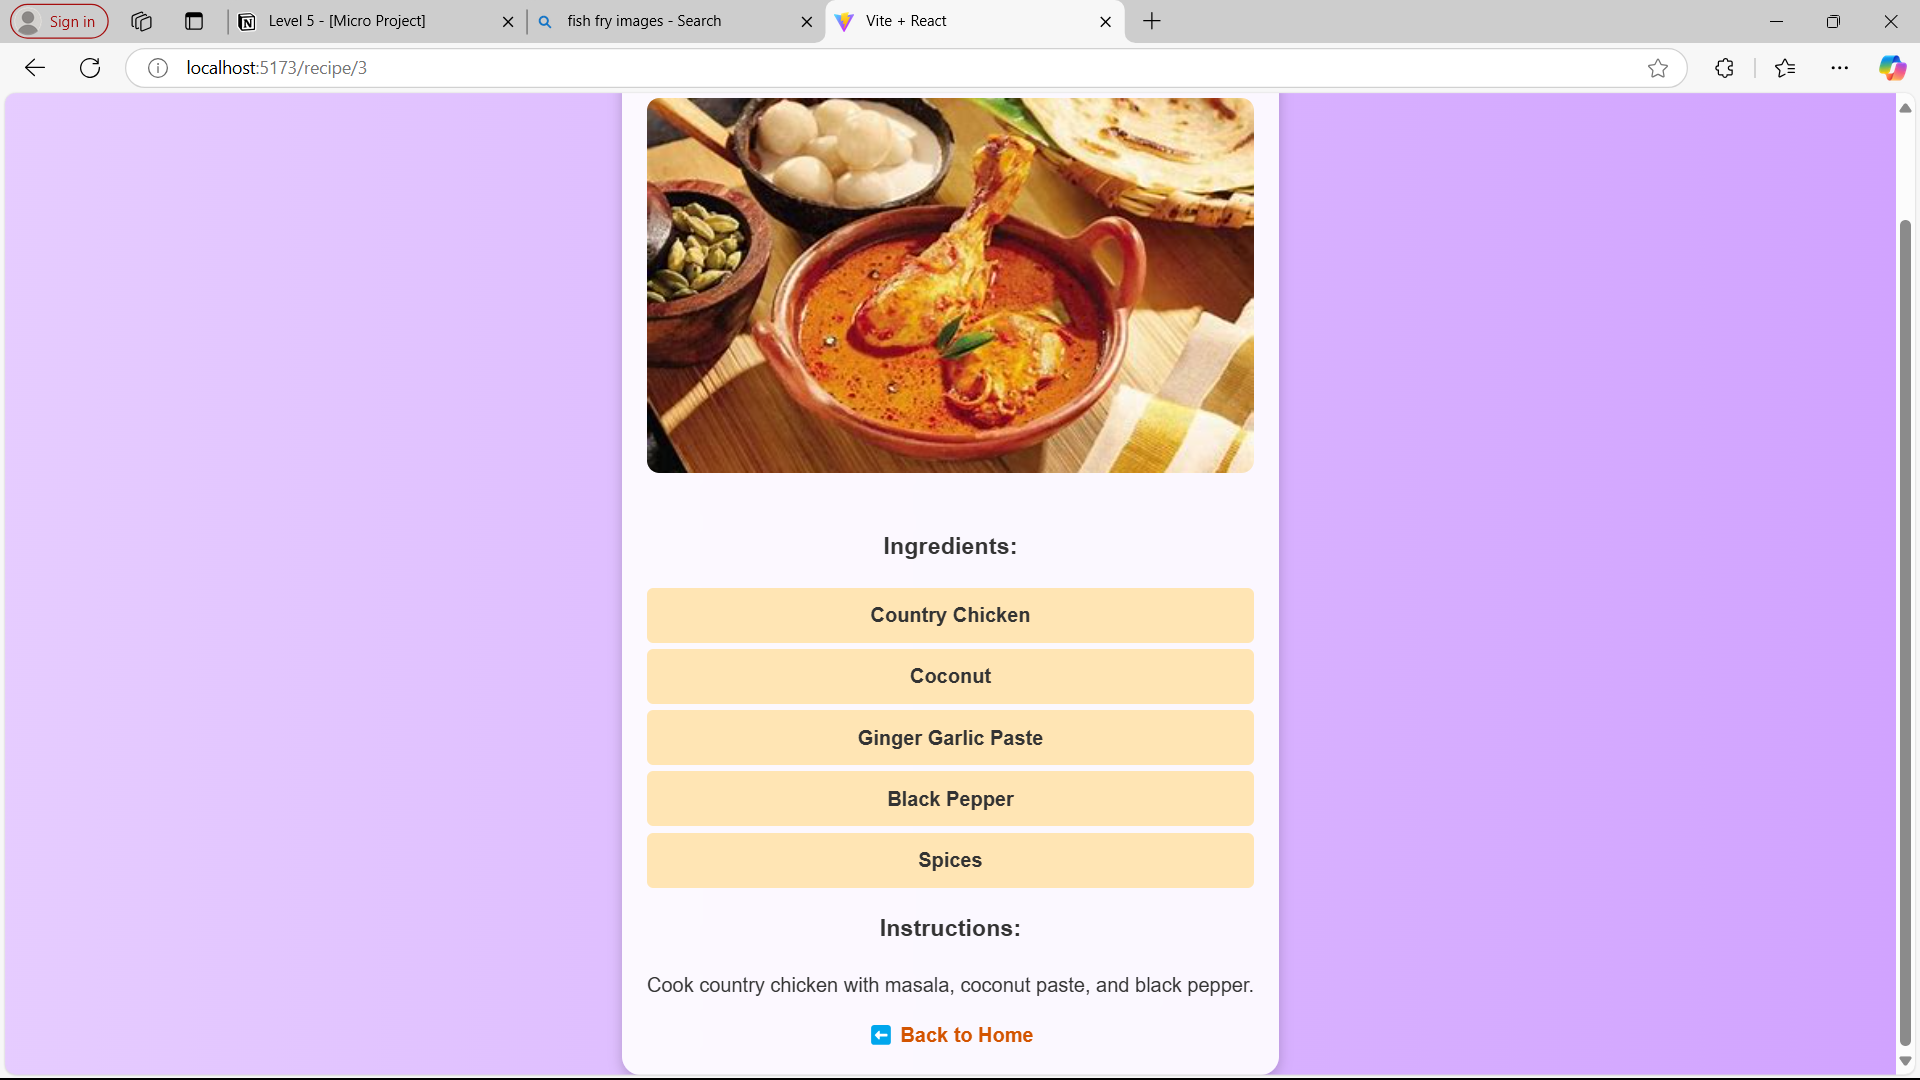 Sign in
Level 5 - [Micro Project]
fish fry images - Search
Vite + React
localhost:5173/recipe/3
Ingredients:
Country Chicken
Coconut
Ginger Garlic Paste
Black Pepper
Spices
Instructions:
Cook country chicken with masala, coconut paste, and black pepper.
Back to Home